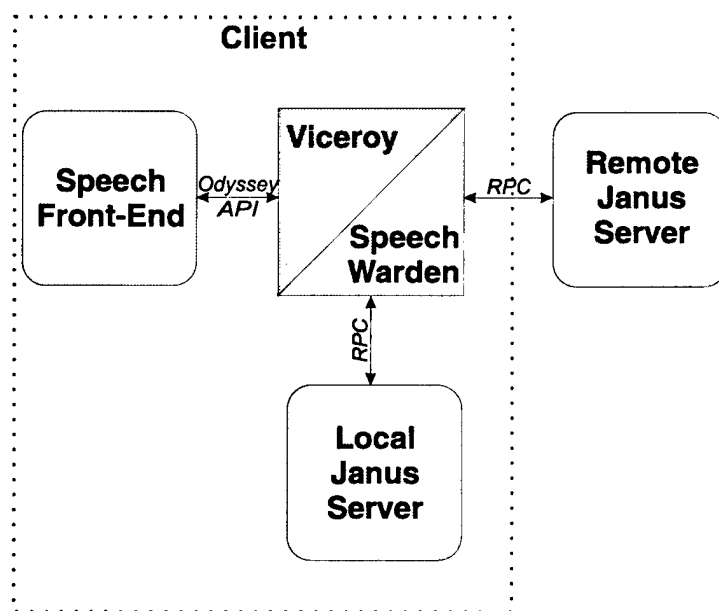 Client
Speech
Front-End
Odyssey
API
Viceroy
Speech
Warden
RPC
Remote
Janus
Server
RPC
Local
Janus
Server